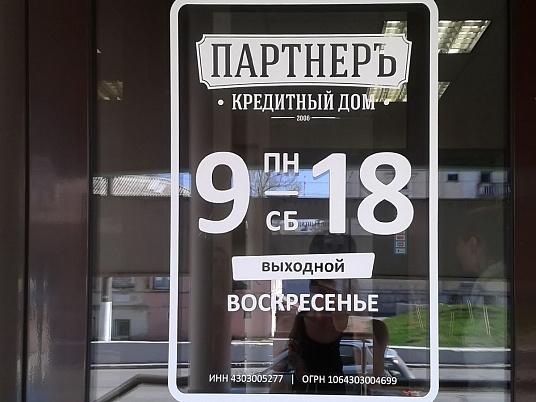 ПАРТНЕРЪ
• КРЕДИТНЫЙ ДОМ •
2006
9 ПН – СБ 18
выходной
ВОСКРЕСЕНЬЕ
ИНН 4303005277 | ОГРН 1064303004699